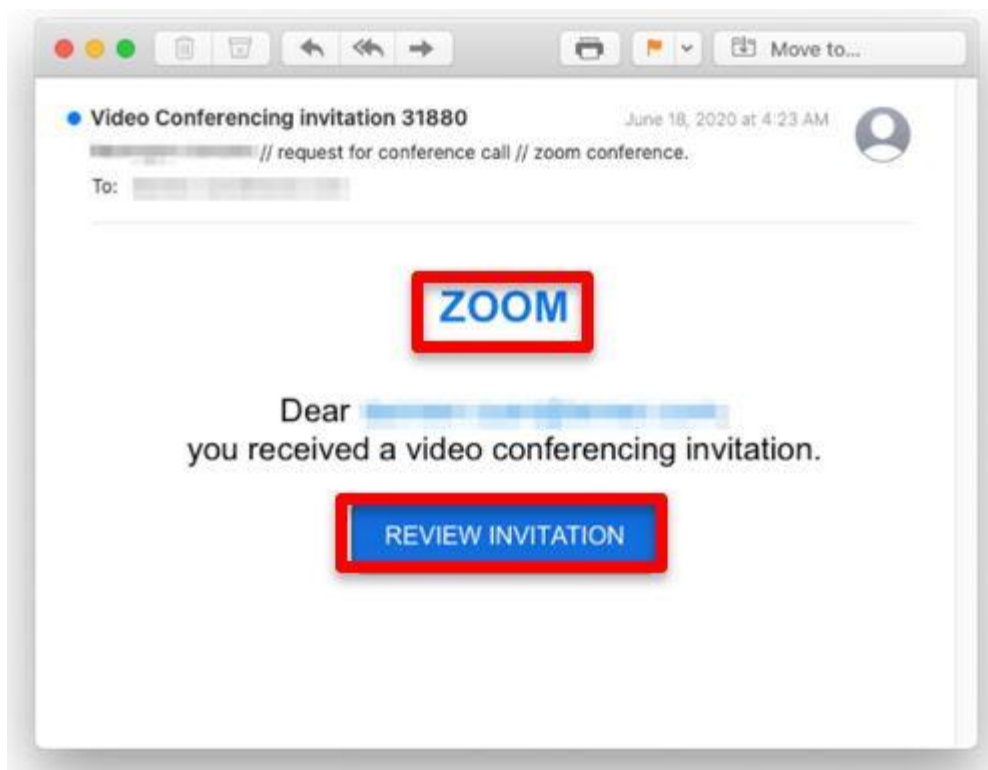 Move to...
Video Conferencing invitation 31880 June 18, 2020 at 4:23 AM
// request for conference call // zoom conference.
To:
ZOOM
Dear
you received a video conferencing invitation.
REVIEW INVITATION